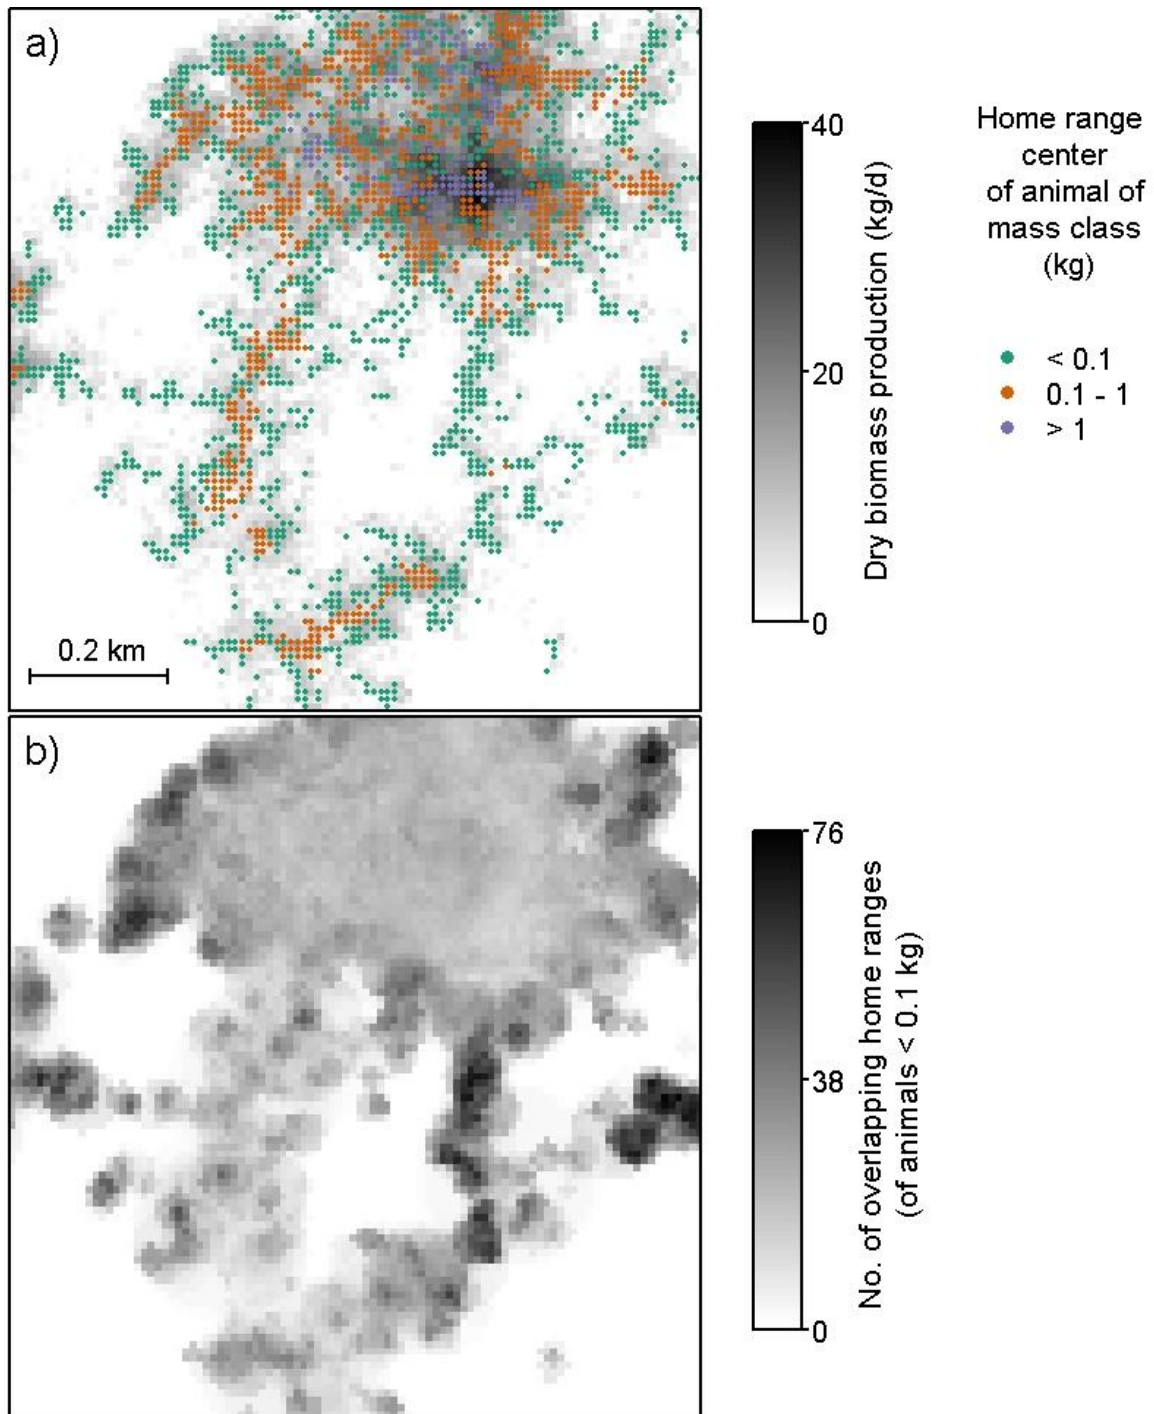 a)
0.2 km
40
20
0
Dry biomass production (kg/d)
Home range
center
of animal of
mass class
(kg)
< 0.1
0.1 - 1
> 1
b)
76
38
0
No. of overlapping home ranges
(of animals < 0.1 kg)